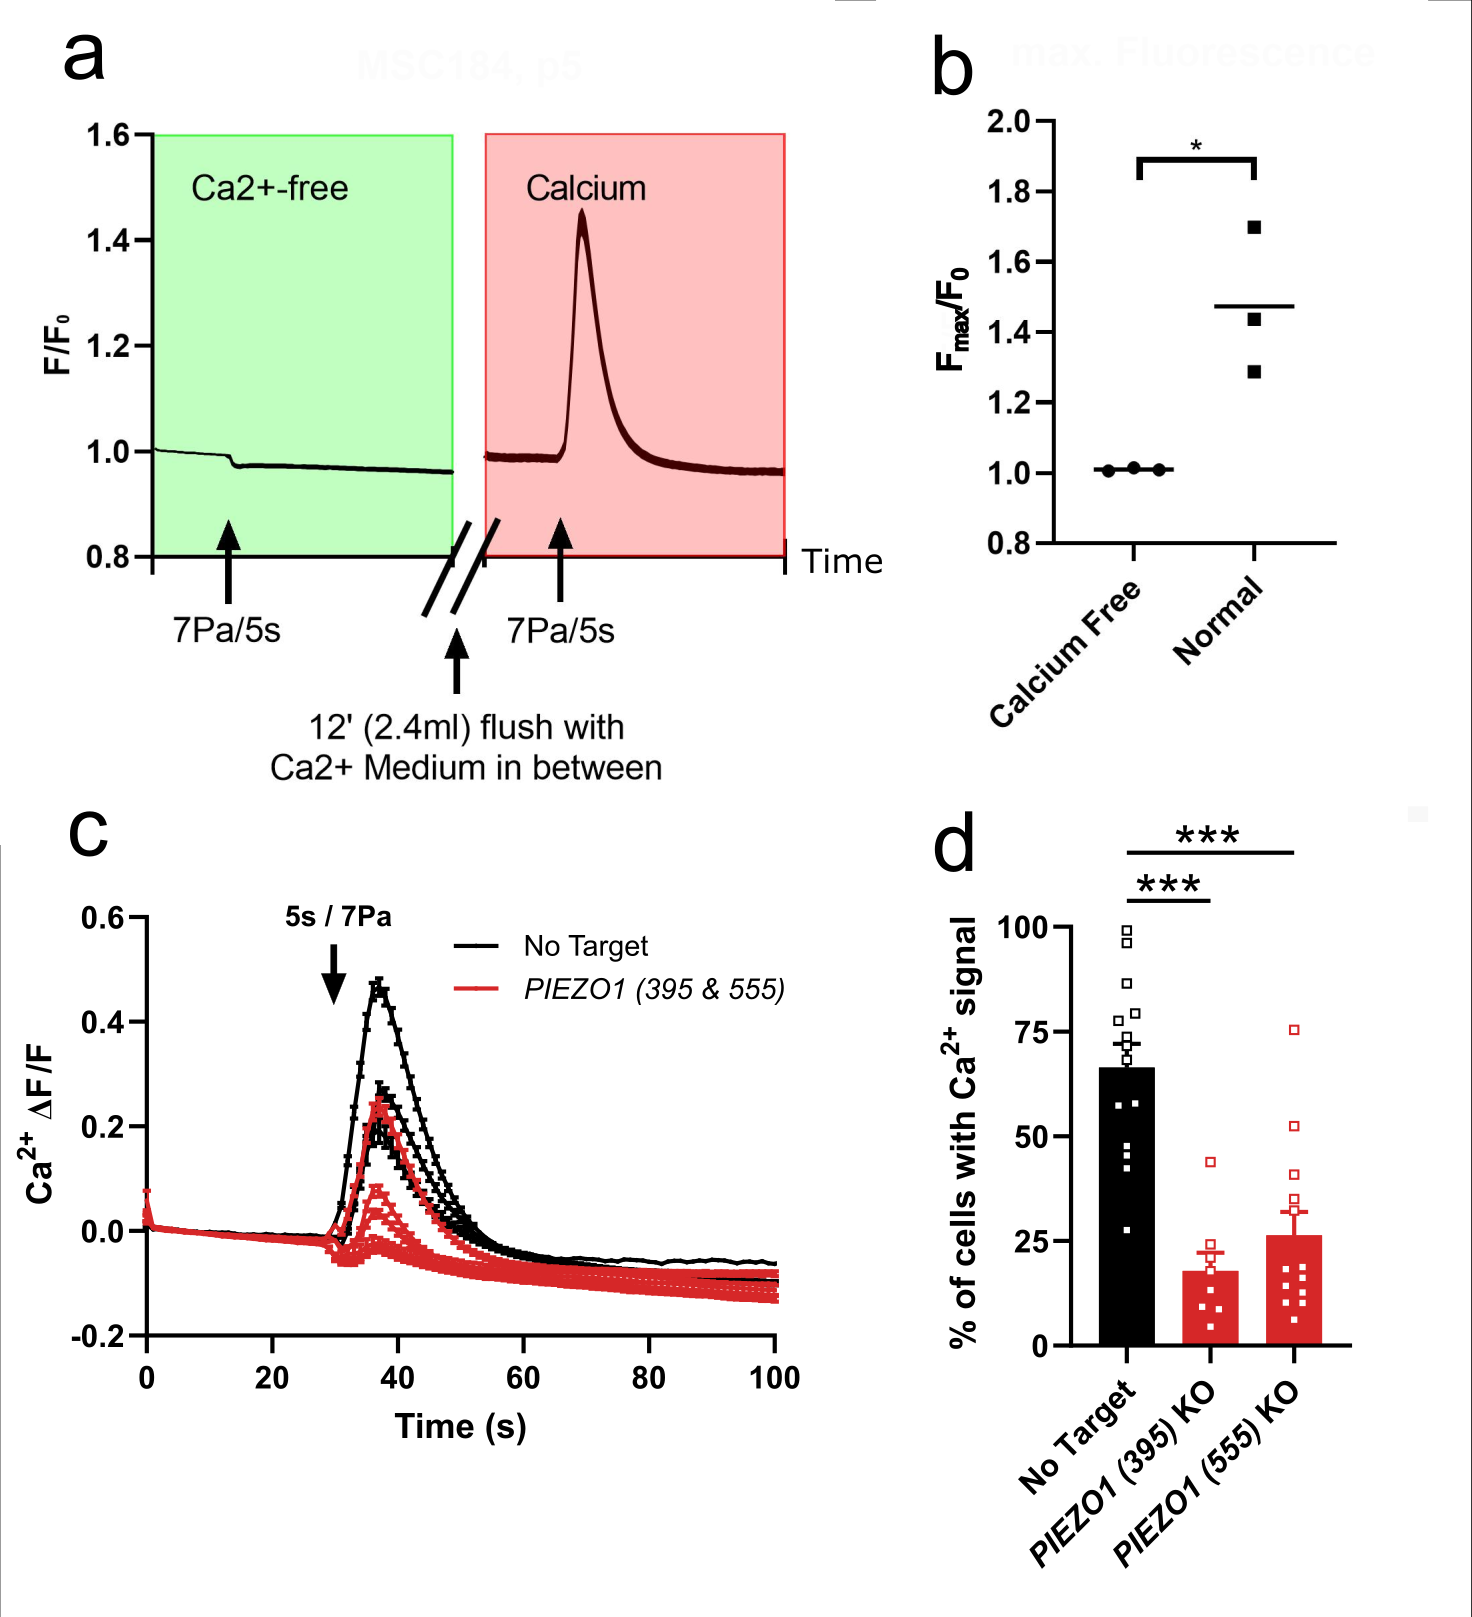 a
MSC184, p5
1.6
1.4
1.2
1.0
0.8
F/F₀
Ca2+-free
Calcium
Time
7Pa/5s
7Pa/5s
12' (2.4ml) flush with
Ca2+ Medium in between
b
max. Fluorescence
2.0
1.8
1.6
1.4
1.2
1.0
0.8
Fmax/F₀
*
Calcium Free
Normal
c
0.6
0.4
0.2
0.0
-0.2
Ca²⁺ ΔF/F
5s / 7Pa
No Target
PIEZO1 (395 & 555)
0 20 40 60 80 100
Time (s)
d
***
***
100
75
50
25
0
% of cells with Ca²⁺ signal
No Target
PIEZO1 (395) KO
PIEZO1 (555) KO